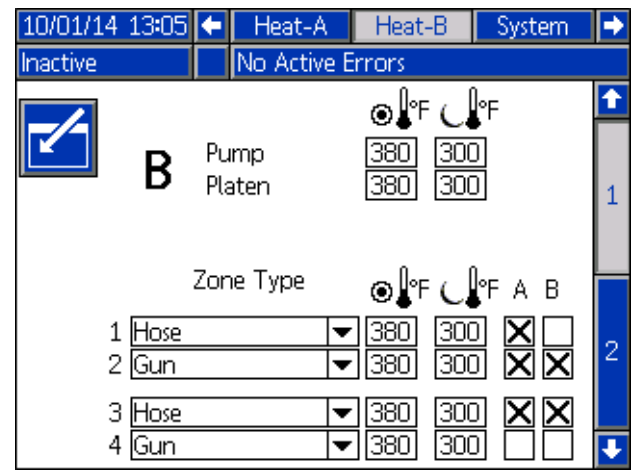 10/01/14 13:05 Heat-A Heat-B System
Inactive No Active Errors
°F °F
B
Pump 380 300
Platen 380 300
1
Zone Type °F °F A B
1 Hose 380 300
2 Gun 380 300
2
3 Hose 380 300
4 Gun 380 300